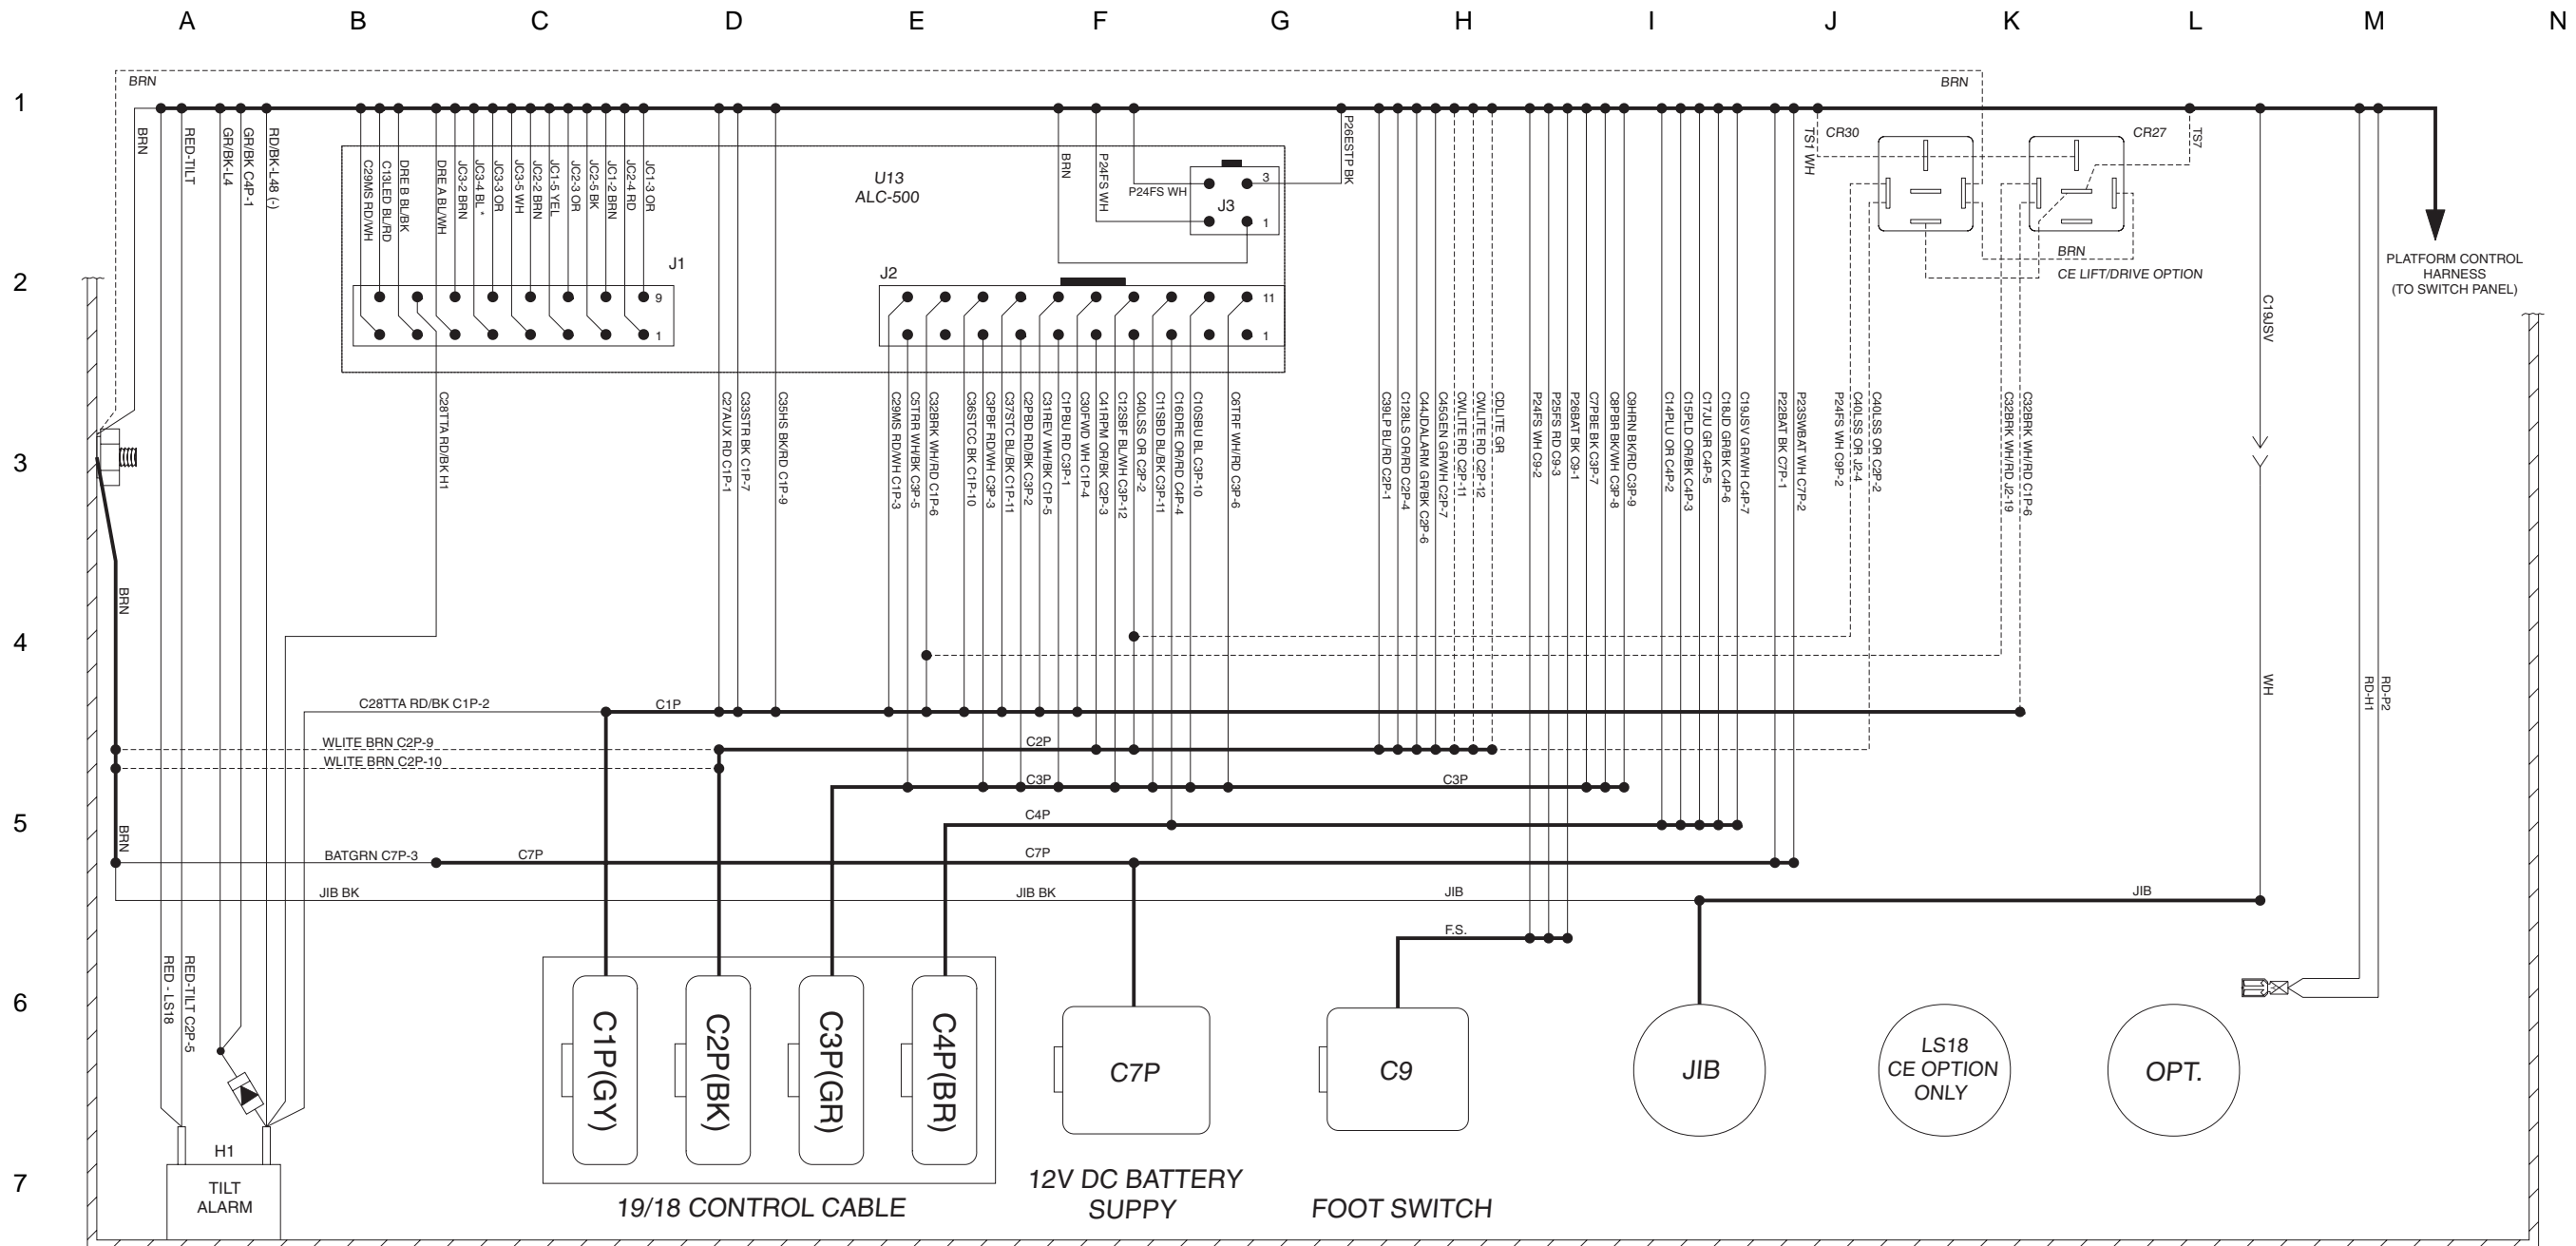 A B C D E F G H I J K L M N
1
2
3
4
5
6
7
BRN
BRN
BRN
RED-TILT
GR/BK-L4
GR/BK C4P-1
RD/BK-L48 (-)
C29MS RD/WH
C13LED BL/RD
DRE B BL/BK
DRE A BL/WH
JC3-2 BRN
JC3-4 BL *
JC3-3 OR
JC3-5 WH
JC2-2 BRN
JC1-5 YEL
JC2-3 OR
JC2-5 BK
JC1-2 BRN
JC2-4 RD
JC1-3 OR
U13
ALC-500
BRN
P24FS WH
P24FS WH
P26ESTP BK
J3
3
1
TS1 WH
CR30
CR27
TS7
BRN
CE LIFT/DRIVE OPTION
PLATFORM CONTROL
HARNESS
(TO SWITCH PANEL)
J1
9
1
J2
11
1
C19JSV
C28TTA RD/BK H1
C27AUX RD C1P-1
C33STR BK C1P-7
C35HS BK/RD C1P-9
C29MS RD/WH C1P-3
C5TRR WH/BK C3P-5
C32BRK WH/RD C1P-6
C36STCC BK C1P-10
C3PBF RD/WH C3P-3
C37STC BL/BK C1P-11
C2PBD RD/BK C3P-2
C31REV WH/BK C1P-5
C1PBU RD C3P-1
C30FWD WH C1P-4
C41RPM OR/BK C2P-3
C12SBF BL/WH C3P-12
C40LSS OR C2P-2
C11SBD BL/BK C3P-11
C16DRE OR/RD C4P-4
C10SBU BL C3P-10
C6TRF WH/RD C3P-6
C39LP BL/RD C2P-1
C128LS OR/RD C2P-4
C44JDALARM GR/BK C2P-6
C45GEN GR/WH C2P-7
CWLITE RD C2P-11
CWLITE RD C2P-12
CDLITE GR
P24FS WH C9-2
P25FS RD C9-3
P26BAT BK C9-1
C7PBE BK C3P-7
C8PBR BK/WH C3P-8
C9HRN BK/RD C3P-9
C14PLU OR C4P-2
C15PLD OR/BK C4P-3
C17JU GR C4P-5
C18JD GR/BK C4P-6
C19JSV GR/WH C4P-7
P22BAT BK C7P-1
P23SWBAT WH C7P-2
P24FS WH C9P-2
C40LSS OR J2-4
C40LSS OR C2P-2
C32BRK WH/RD J2-19
C32BRK WH/RD C1P-6
BRN
C28TTA RD/BK C1P-2
C1P
WLITE BRN C2P-9
C2P
WLITE BRN C2P-10
C3P
C3P
C4P
BRN
BATGRN C7P-3
C7P
C7P
JIB BK
JIB BK
JIB
JIB
F.S.
WH
RD-H1
RD-P2
RED - LS18
RED-TILT C2P-5
H1
TILT
ALARM
C1P(GY)
C2P(BK)
C3P(GR)
C4P(BR)
19/18 CONTROL CABLE
C7P
12V DC BATTERY
SUPPY
C9
FOOT SWITCH
JIB
LS18
CE OPTION
ONLY
OPT.